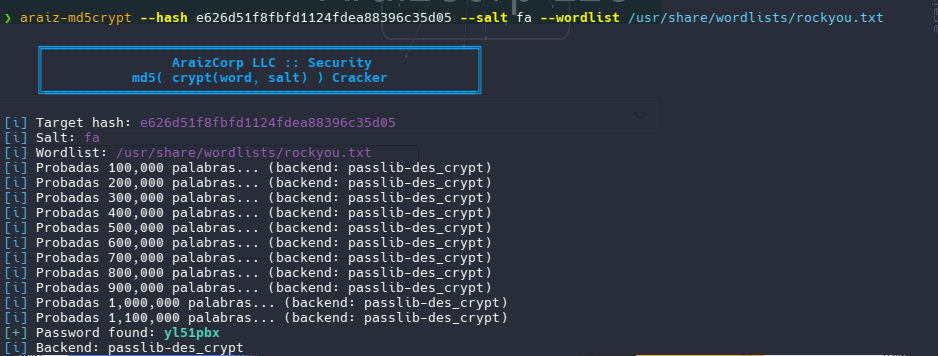 ❯ araiz-md5crypt --hash e626d51f8fbfd1124fdea88396c35d05 --salt fa --wordlist /usr/share/wordlists/rockyou.txt
AraizCorp LLC :: Security
md5( crypt(word, salt) ) Cracker
[i] Target hash: e626d51f8fbfd1124fdea88396c35d05
[i] Salt: fa
[i] Wordlist: /usr/share/wordlists/rockyou.txt
[i] Probadas 100,000 palabras... (backend: passlib-des_crypt)
[i] Probadas 200,000 palabras... (backend: passlib-des_crypt)
[i] Probadas 300,000 palabras... (backend: passlib-des_crypt)
[i] Probadas 400,000 palabras... (backend: passlib-des_crypt)
[i] Probadas 500,000 palabras... (backend: passlib-des_crypt)
[i] Probadas 600,000 palabras... (backend: passlib-des_crypt)
[i] Probadas 700,000 palabras... (backend: passlib-des_crypt)
[i] Probadas 800,000 palabras... (backend: passlib-des_crypt)
[i] Probadas 900,000 palabras... (backend: passlib-des_crypt)
[i] Probadas 1,000,000 palabras... (backend: passlib-des_crypt)
[i] Probadas 1,100,000 palabras... (backend: passlib-des_crypt)
[+] Password found: yl51pbx
[i] Backend: passlib-des_crypt